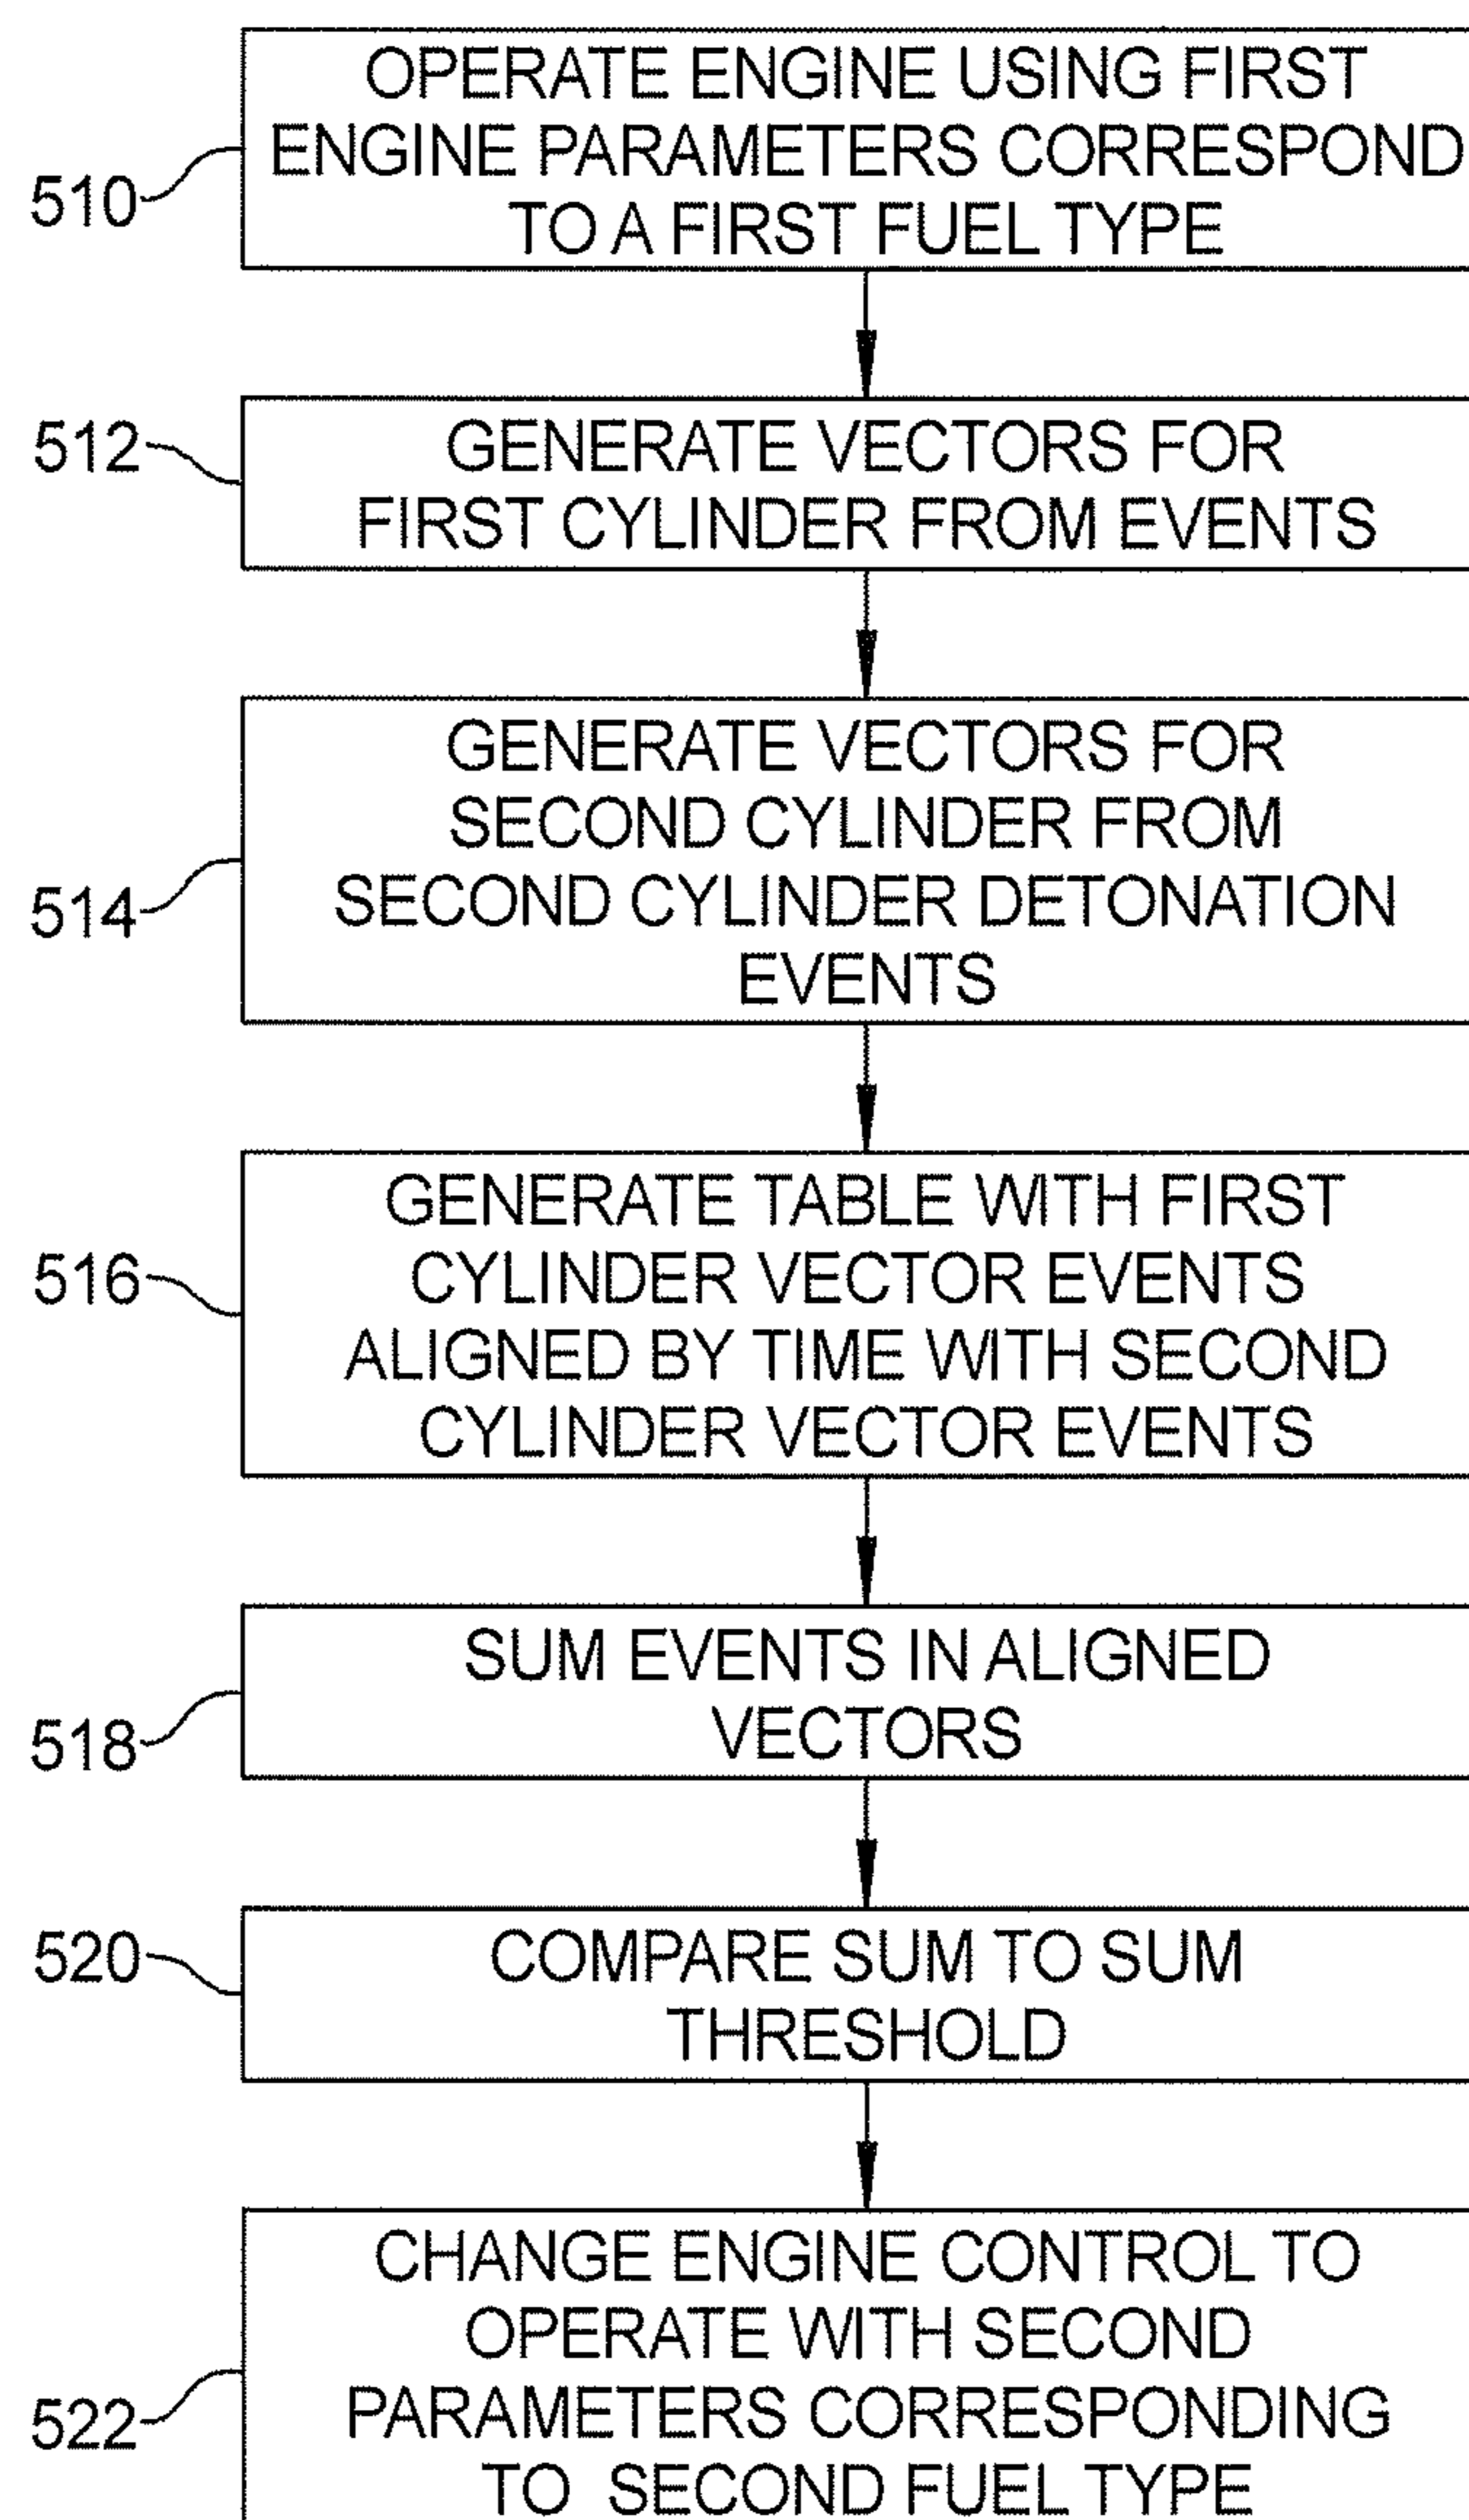 OPERATE ENGINE USING FIRST
ENGINE PARAMETERS CORRESPOND
510
TO A FIRST FUEL TYPE
512
GENERATE VECTORS FOR
FIRST CYLINDER FROM EVENTS
GENERATE VECTORS FOR
SECOND CYLINDER FROM
514
SECOND CYLINDER DETONATION
EVENTS
GENERATE TABLE WITH FIRST
516
CYLINDER VECTOR EVENTS
ALIGNED BY TIME WITH SECOND
CYLINDER VECTOR EVENTS
SUM EVENTS IN ALIGNED
518
VECTORS
520
COMPARE SUM TO SUM
THRESHOLD
CHANGE ENGINE CONTROL TO
OPERATE WITH SECOND
522
PARAMETERS CORRESPONDING
TO SECOND FUEL TYPE